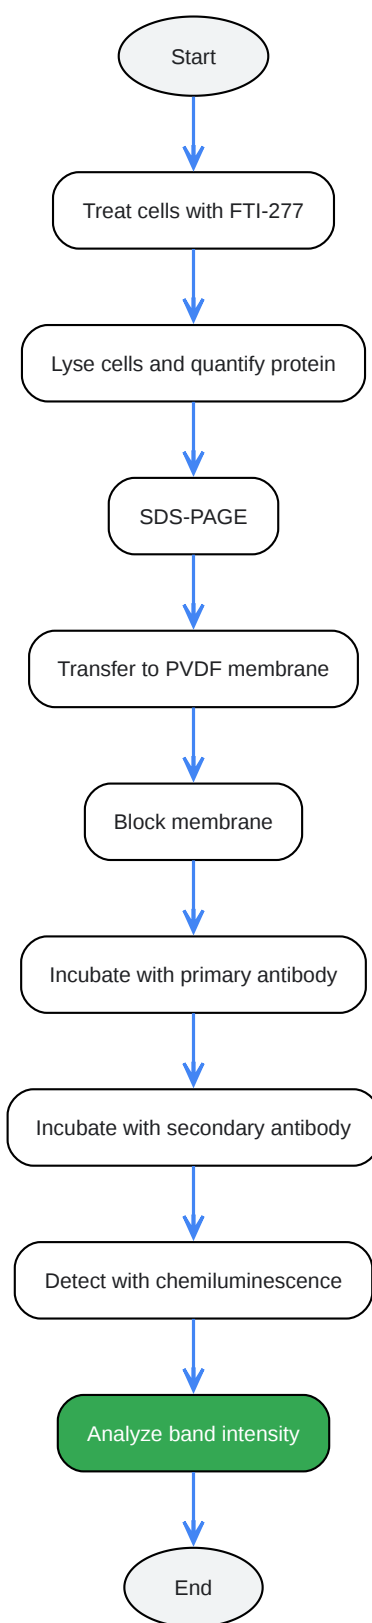 Start
Treat cells with FTI-277
Lyse cells and quantify protein
SDS-PAGE
Transfer to PVDF membrane
Block membrane
Incubate with primary antibody
Incubate with secondary antibody
Detect with chemiluminescence
Analyze band intensity
End